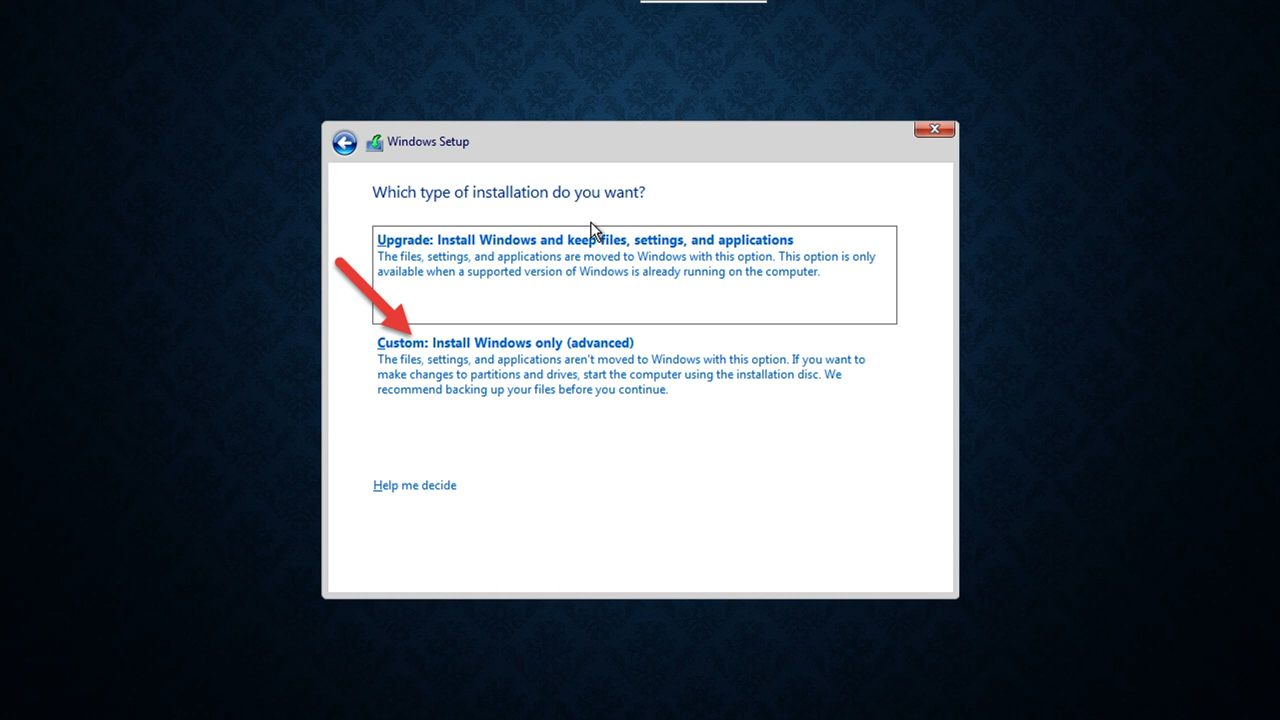 Windows Setup
Which type of installation do you want?
Upgrade: Install Windows and keep files, settings, and applications
The files, settings, and applications are moved to Windows with this option. This option is only
available when a supported version of Windows is already running on the computer.
Custom: Install Windows only (advanced)
The files, settings, and applications aren't moved to Windows with this option. If you want to
make changes to partitions and drives, start the computer using the installation disc. We
recommend backing up your files before you continue.
Help me decide